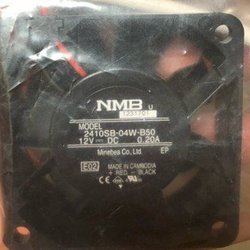 NMB
MODEL
2410SB-04W-B50
12V DC 0.20A
Minebea Co., Ltd. EP
E02 MADE IN CAMBODIA
+ RED - BLACK